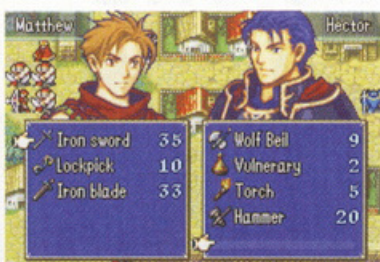 Matthew Hector
Iron sword 35
Lockpick 10
Iron blade 33
Wolf Beil 9
Vulnerary 2
Torch 5
Hammer 20